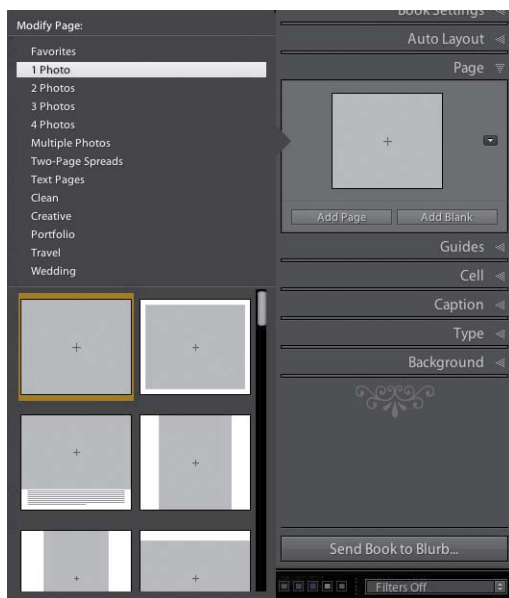 Modify Page:
Favorites
1 Photo
2 Photos
3 Photos
4 Photos
Multiple Photos
Two-Page Spreads
Text Pages
Clean
Creative
Portfolio
Travel
Wedding
Book Settings
Auto Layout
Page
Add Page
Add Blank
Guides
Cell
Caption
Type
Background
Send Book to Blurb...
Filters Off